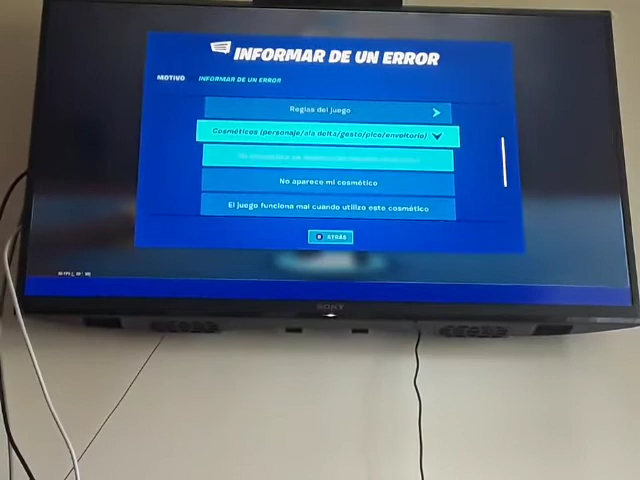 INFORMAR DE UN ERROR
MOTIVO INFORMAR DE UN ERROR
Reglas del juego
Cosméticos (personaje/ala delta/gesto/pico/envoltorio)
No aparece mi cosmético
El juego funciona mal cuando utilizo este cosmético
ATRÁS
SONY